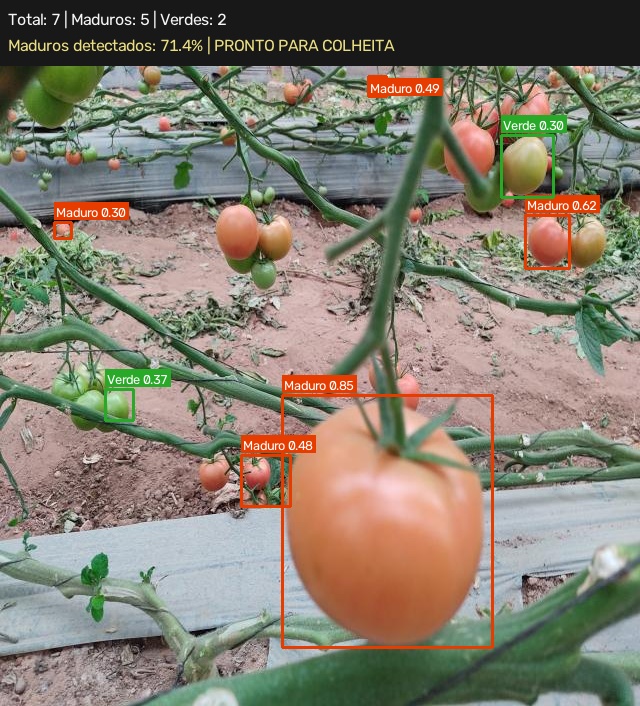 Total: 7 | Maduros: 5 | Verdes: 2
Maduros detectados: 71.4% | PRONTO PARA COLHEITA
Maduro 0.49
Verde 0.30
Maduro 0.30
Maduro 0.62
Verde 0.37
Maduro 0.85
Maduro 0.48